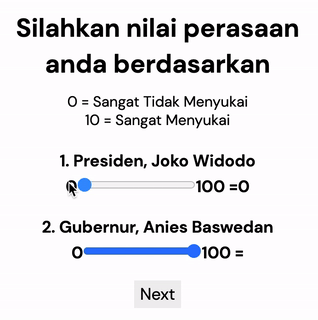 Silahkan nilai perasaan
anda berdasarkan
0 = Sangat Tidak Menyukai
10 = Sangat Menyukai
1. Presiden, Joko Widodo
0 100 =0
2. Gubernur, Anies Baswedan
0 100 =
Next